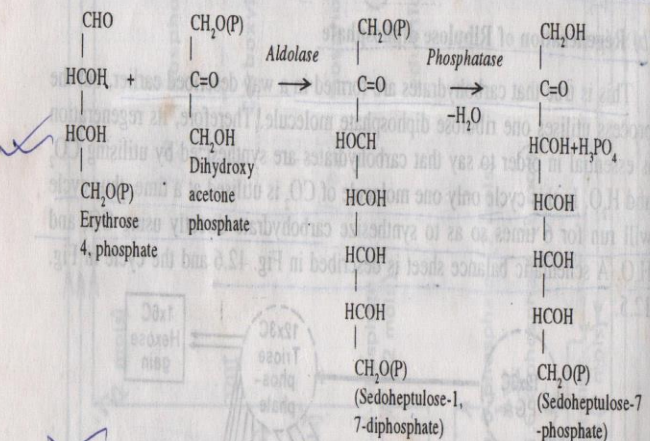 CHO
HCOH +
HCOH
CH₂O(P)
Erythrose
4, phosphate
CH₂O(P)
C=O
CH₂OH
Dihydroxy
acetone
phosphate
Aldolase
CH₂O(P)
C=O
HOCH
HCOH
HCOH
HCOH
CH₂O(P)
(Sedoheptulose-1,
7-diphosphate)
Phosphatase
–H₂O
CH₂OH
C=O
HCOH+H₃PO₄
HCOH
HCOH
HCOH
CH₂O(P)
(Sedoheptulose-7
-phosphate)